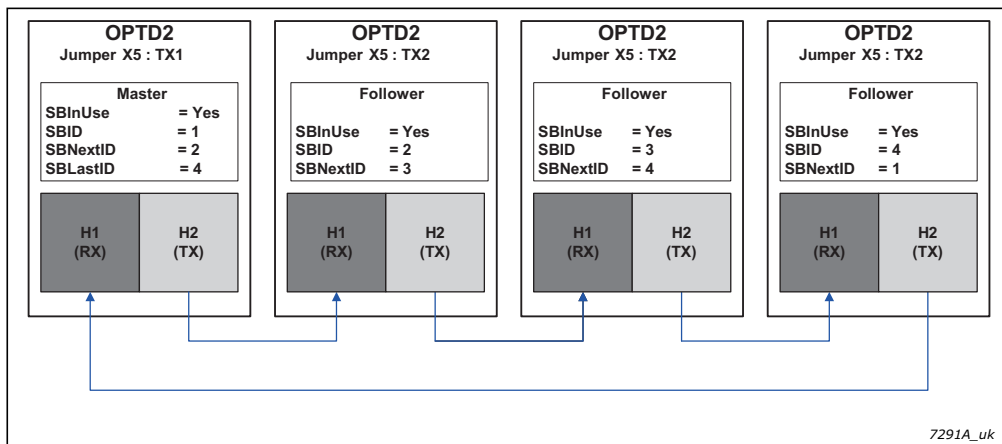 OPTD2
Jumper X5 : TX1
Master
SBInUse = Yes
SBID = 1
SBNextID = 2
SBLastID = 4
H1
(RX)
H2
(TX)
OPTD2
Jumper X5 : TX2
Follower
SBInUse = Yes
SBID = 2
SBNextID = 3
H1
(RX)
H2
(TX)
OPTD2
Jumper X5 : TX2
Follower
SBInUse = Yes
SBID = 3
SBNextID = 4
H1
(RX)
H2
(TX)
OPTD2
Jumper X5 : TX2
Follower
SBInUse = Yes
SBID = 4
SBNextID = 1
H1
(RX)
H2
(TX)
7291A_uk